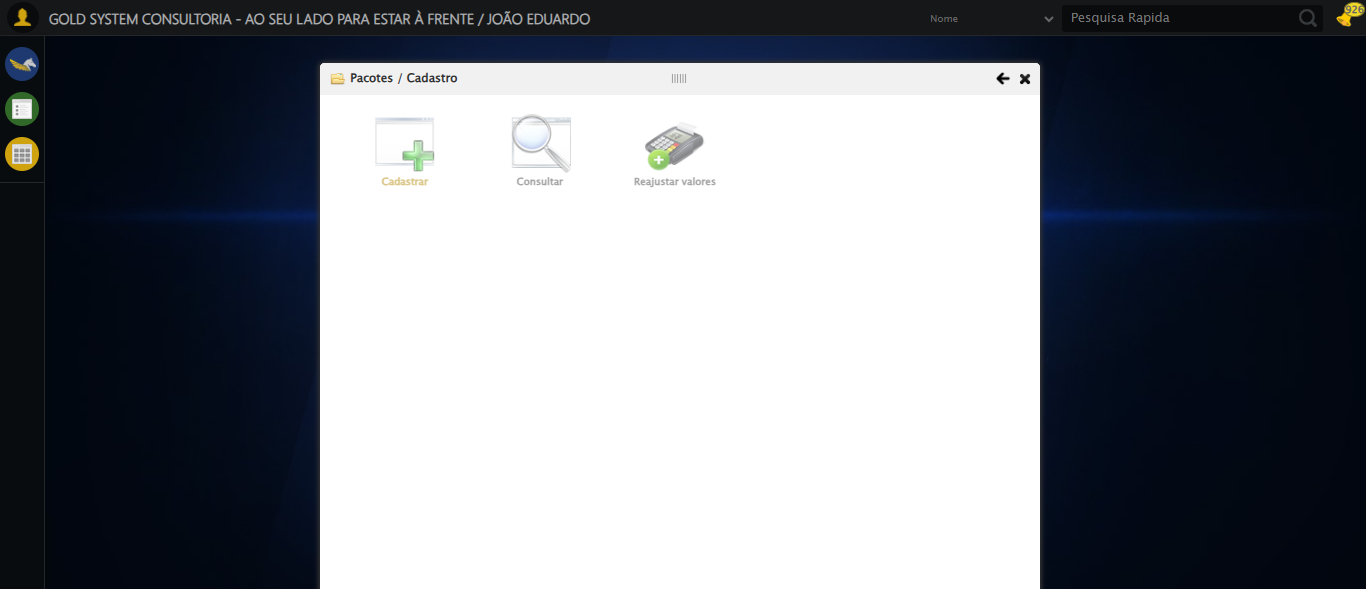 GOLD SYSTEM CONSULTORIA - AO SEU LADO PARA ESTAR À FRENTE / JOÃO EDUARDO
Nome
Pesquisa Rapida
926
Pacotes / Cadastro
Cadastrar
Consultar
Reajustar valores